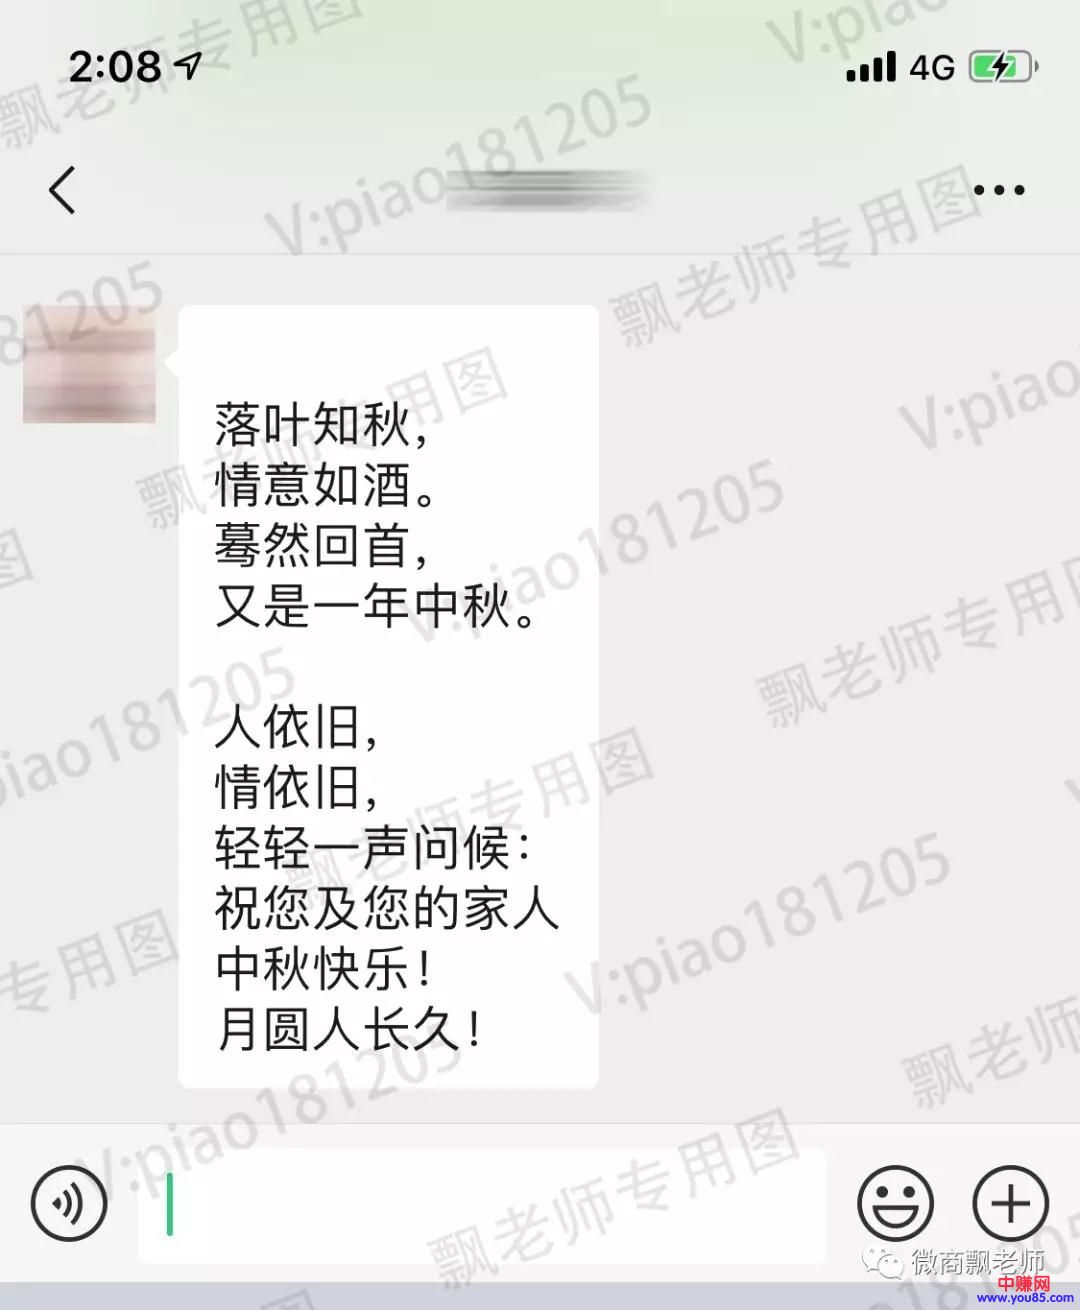 2:08
4G
落叶知秋，
情意如酒。
蓦然回首，
又是一年中秋。
人依旧，
情依旧，
轻轻一声问候：
祝您及您的家人
中秋快乐！
月圆人长久！
V:piao181205
飘老师专用图
微商飘老师
中赚网
www.you85.com